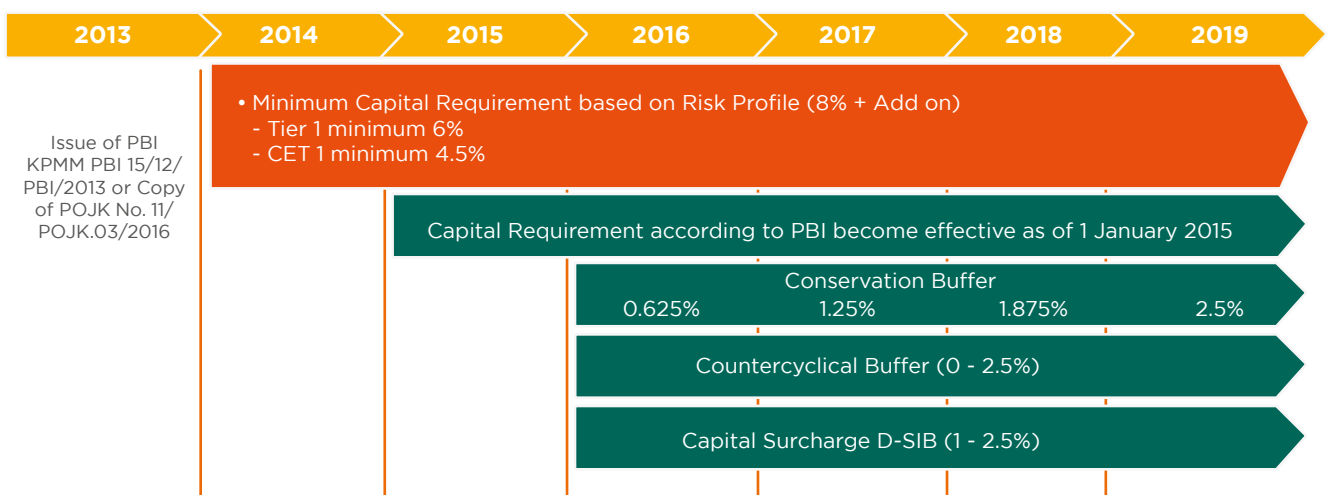 2013 2014 2015 2016 2017 2018 2019
Issue of PBI
KPMM PBI 15/12/
PBI/2013 or Copy
of POJK No. 11/
POJK.03/2016
• Minimum Capital Requirement based on Risk Profile (8% + Add on)
- Tier 1 minimum 6%
- CET 1 minimum 4.5%
Capital Requirement according to PBI become effective as of 1 January 2015
Conservation Buffer
0.625% 1.25% 1.875% 2.5%
Countercyclical Buffer (0 - 2.5%)
Capital Surcharge D-SIB (1 - 2.5%)